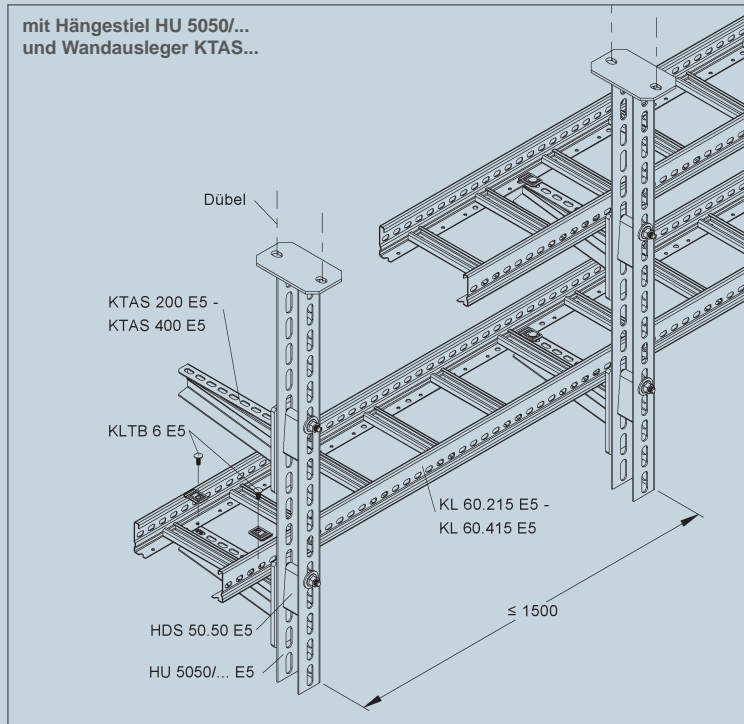 mit Hängestiel HU 5050/...
und Wandausleger KTAS...
Dübel
KTAS 200 E5 -
KTAS 400 E5
KLTB 6 E5
KL 60.215 E5 -
KL 60.415 E5
≤ 1500
HDS 50.50 E5
HU 5050/... E5